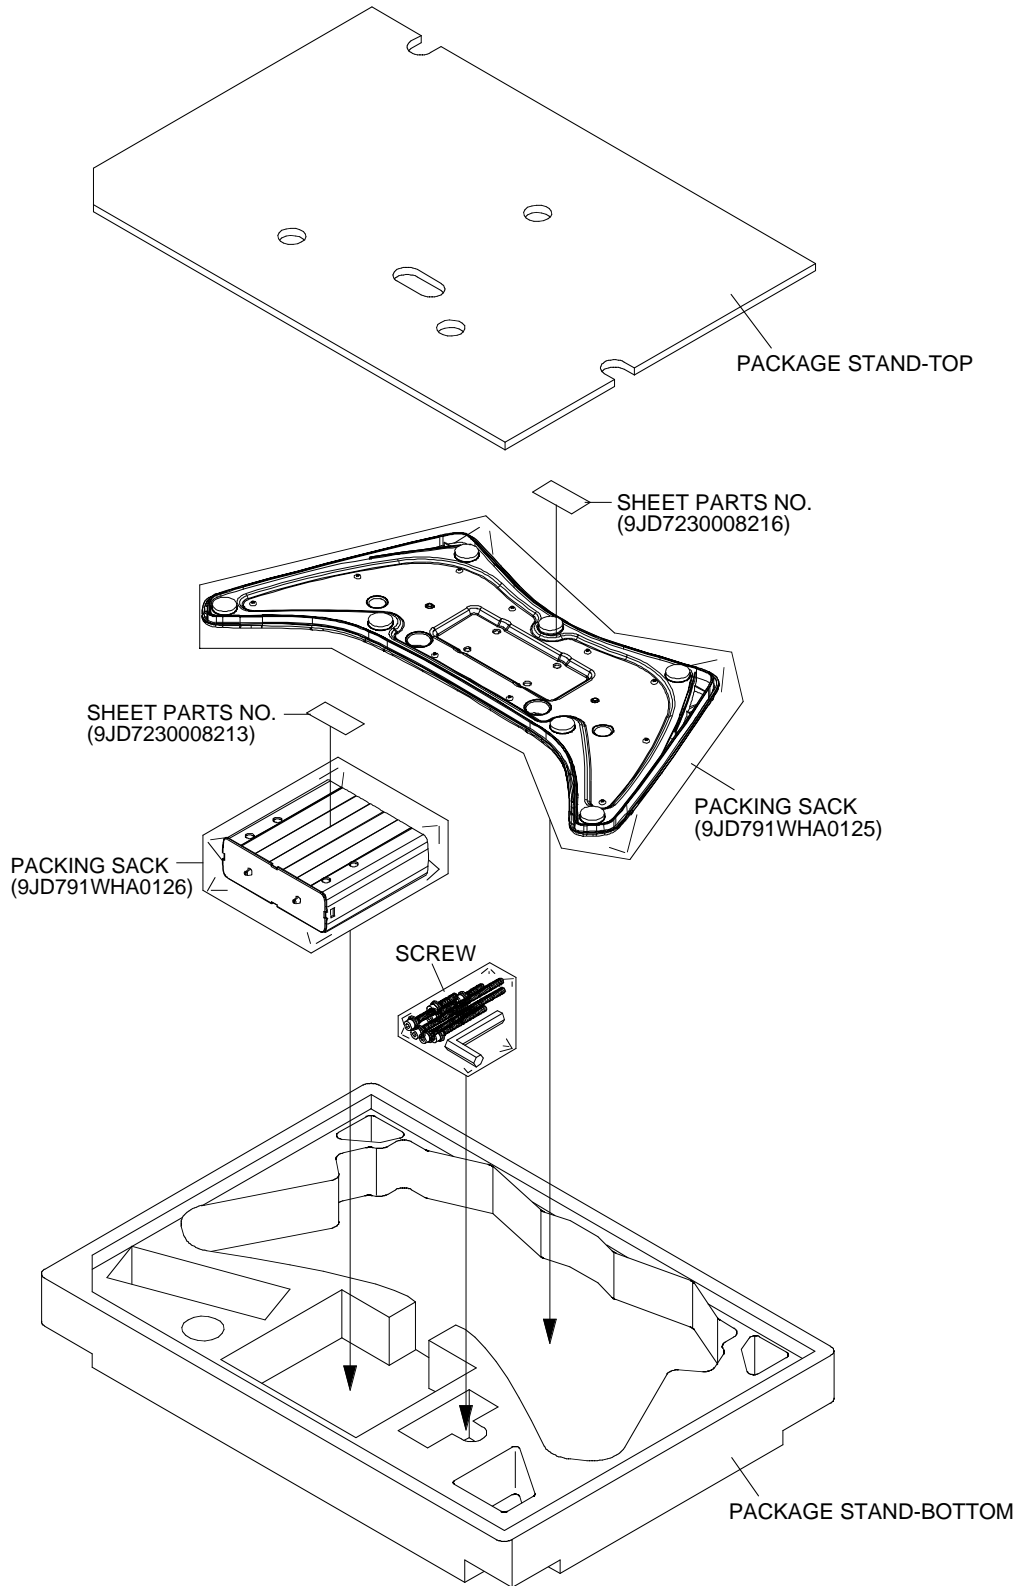 PACKAGE STAND-TOP
SHEET PARTS NO.
(9JD7230008216)
SHEET PARTS NO.
(9JD7230008213)
PACKING SACK
(9JD791WHA0125)
PACKING SACK
(9JD791WHA0126)
SCREW
PACKAGE STAND-BOTTOM